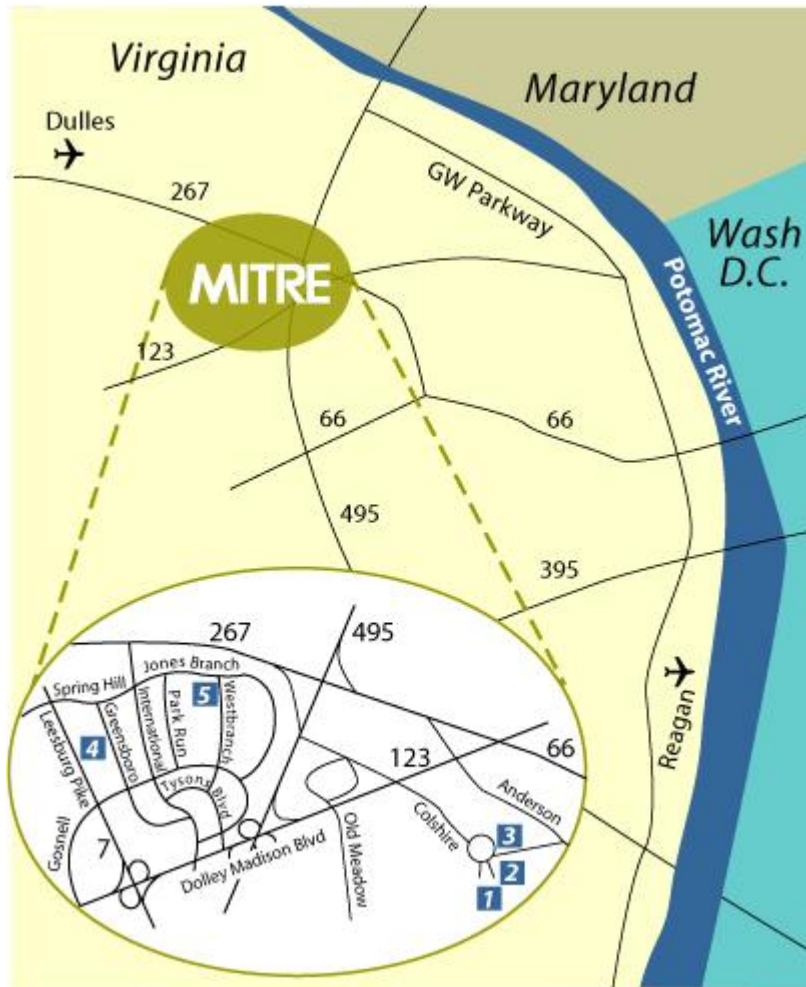 Virginia
Maryland
Dulles
267
GW Parkway
Wash
D.C.
MITRE
Potomac River
123
66
66
495
395
Reagan
267
495
Jones Branch
Spring Hill
5
Westbranch
Park Run
International
Greensboro
4
Leesburg Pike
123
66
Tysons Blvd
Anderson
Colshire
3
2
1
Gosnell
7
Dolley Madison Blvd
Old Meadow